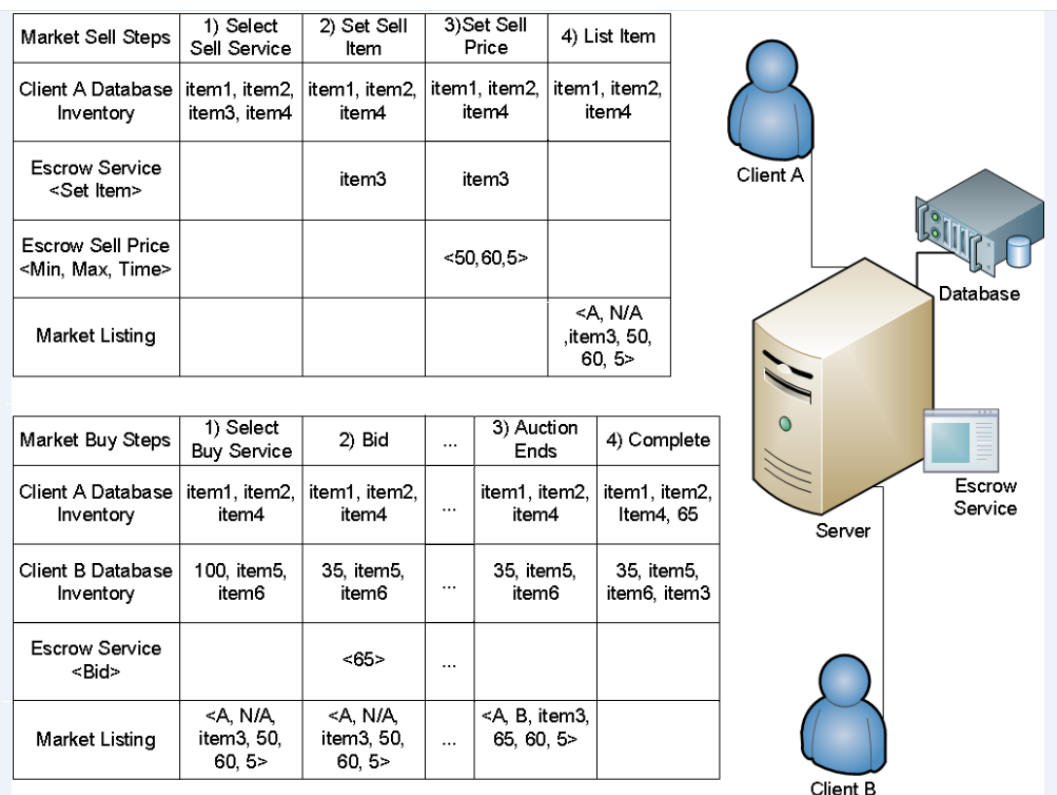 Market Sell Steps
1) Select
Sell Service
2) Set Sell
Item
3)Set Sell
Price
4) List Item
Client A Database
Inventory
item1, item2,
item3, item4
item1, item2,
item4
item1, item2,
item4
item1, item2,
item4
Escrow Service
<Set Item>
item3
item3
Escrow Sell Price
<Min, Max, Time>
<50,60,5>
Market Listing
<A, N/A
,item3, 50,
60, 5>
Market Buy Steps
1) Select
Buy Service
2) Bid
...
3) Auction
Ends
4) Complete
Client A Database
Inventory
item1, item2,
item4
item1, item2,
item4
...
item1, item2,
item4
item1, item2,
Item4, 65
Client B Database
Inventory
100, item5,
item6
35, item5,
item6
...
35, item5,
item6
35, item5,
item6, item3
Escrow Service
<Bid>
<65>
...
Market Listing
<A, N/A,
item3, 50,
60, 5>
<A, N/A,
item3, 50,
60, 5>
...
<A, B, item3,
65, 60, 5>
Client A
Database
Escrow
Service
Server
Client B